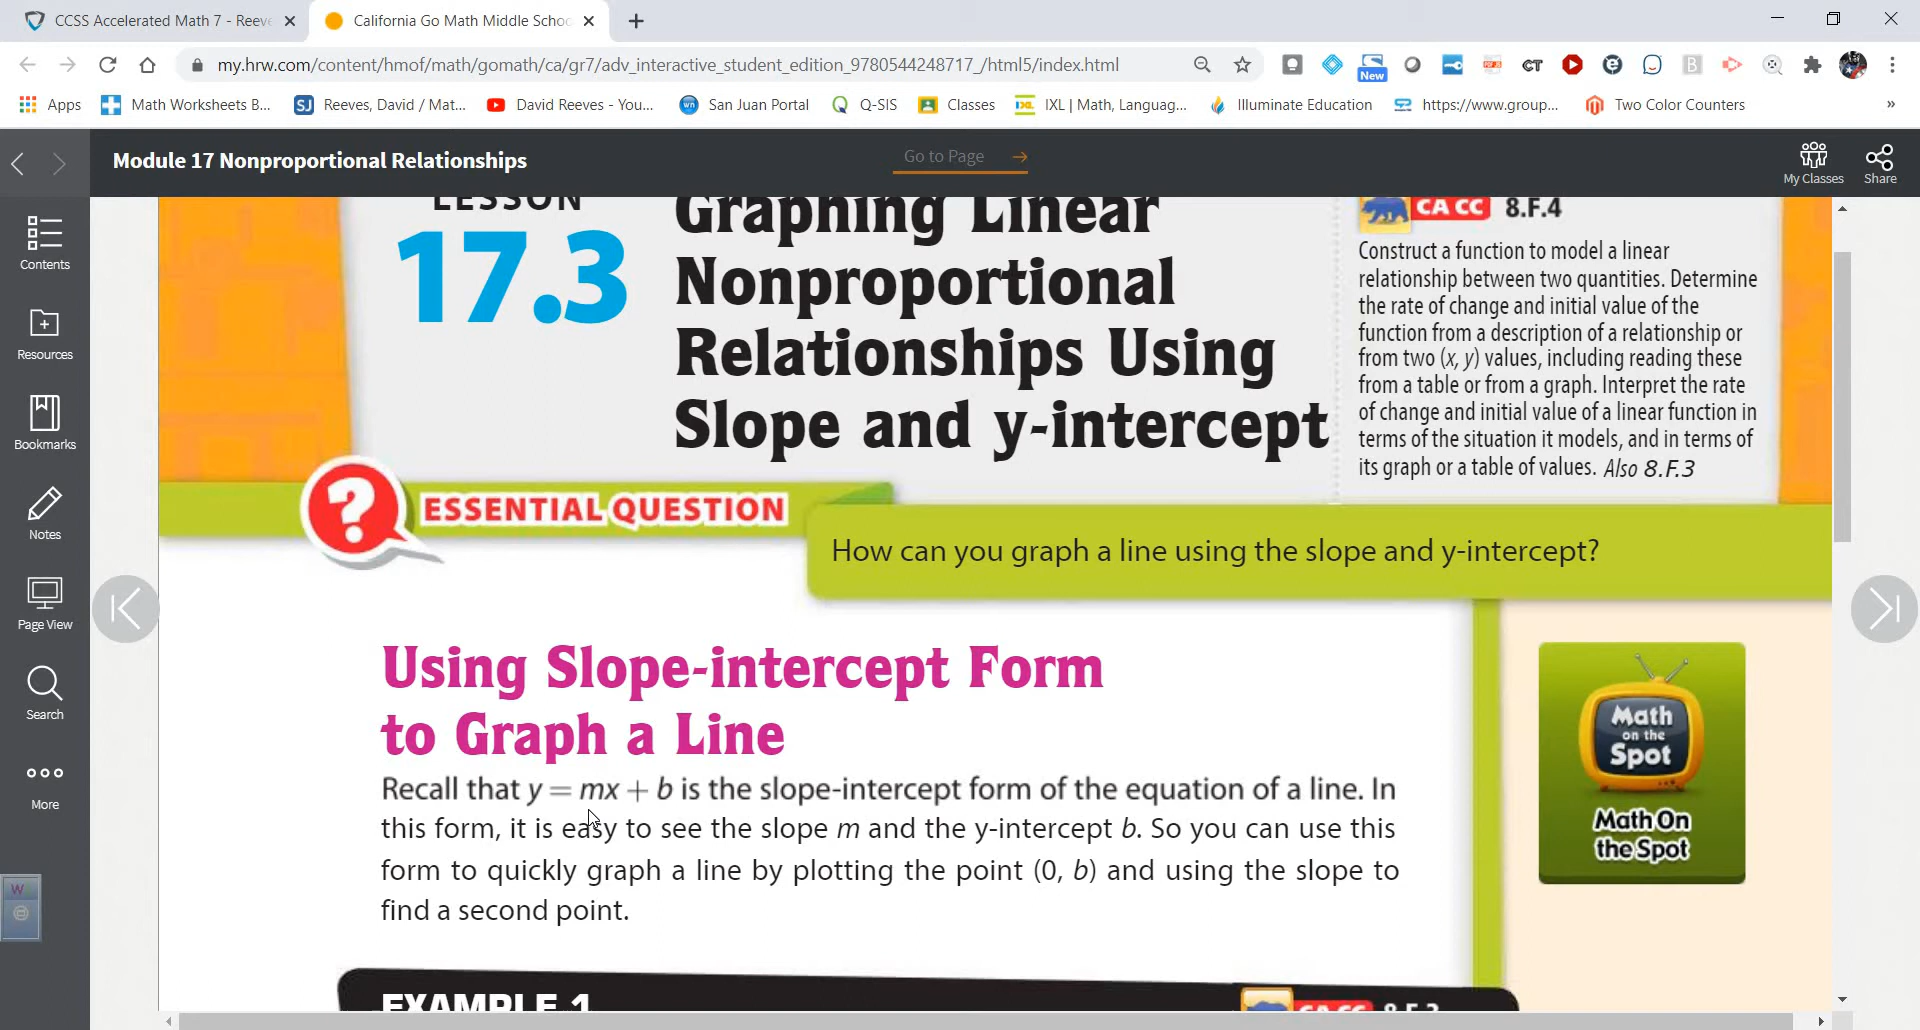 CCSS Accelerated Math 7 - Reeve
California Go Math Middle Schoo
my.hrw.com/content/hmof/math/gomath/ca/gr7/adv_interactive_student_edition_9780544248717_/html5/index.html
New
Apps
Math Worksheets B...
SJ
Reeves, David / Mat...
David Reeves - You...
San Juan Portal
Q-SIS
Classes
IXL | Math, Languag...
Illuminate Education
https://www.group...
Two Color Counters
»
Module 17 Nonproportional Relationships
Go to Page
My Classes
Share
Contents
Resources
Bookmarks
Notes
Page View
Search
More
LESSON
17.3
Graphing Linear
Nonproportional
Relationships Using
Slope and y-intercept
CA CC 8.F.4
Construct a function to model a linear
relationship between two quantities. Determine
the rate of change and initial value of the
function from a description of a relationship or
from two (x, y) values, including reading these
from a table or from a graph. Interpret the rate
of change and initial value of a linear function in
terms of the situation it models, and in terms of
its graph or a table of values. Also 8.F.3
? ESSENTIAL QUESTION
How can you graph a line using the slope and y-intercept?
Using Slope-intercept Form
to Graph a Line
Recall that y = mx + b is the slope-intercept form of the equation of a line. In
this form, it is easy to see the slope m and the y-intercept b. So you can use this
form to quickly graph a line by plotting the point (0, b) and using the slope to
find a second point.
Math
on the
Spot
Math On
the Spot
EXAMPLE 1
CA CC 8.F.3
W